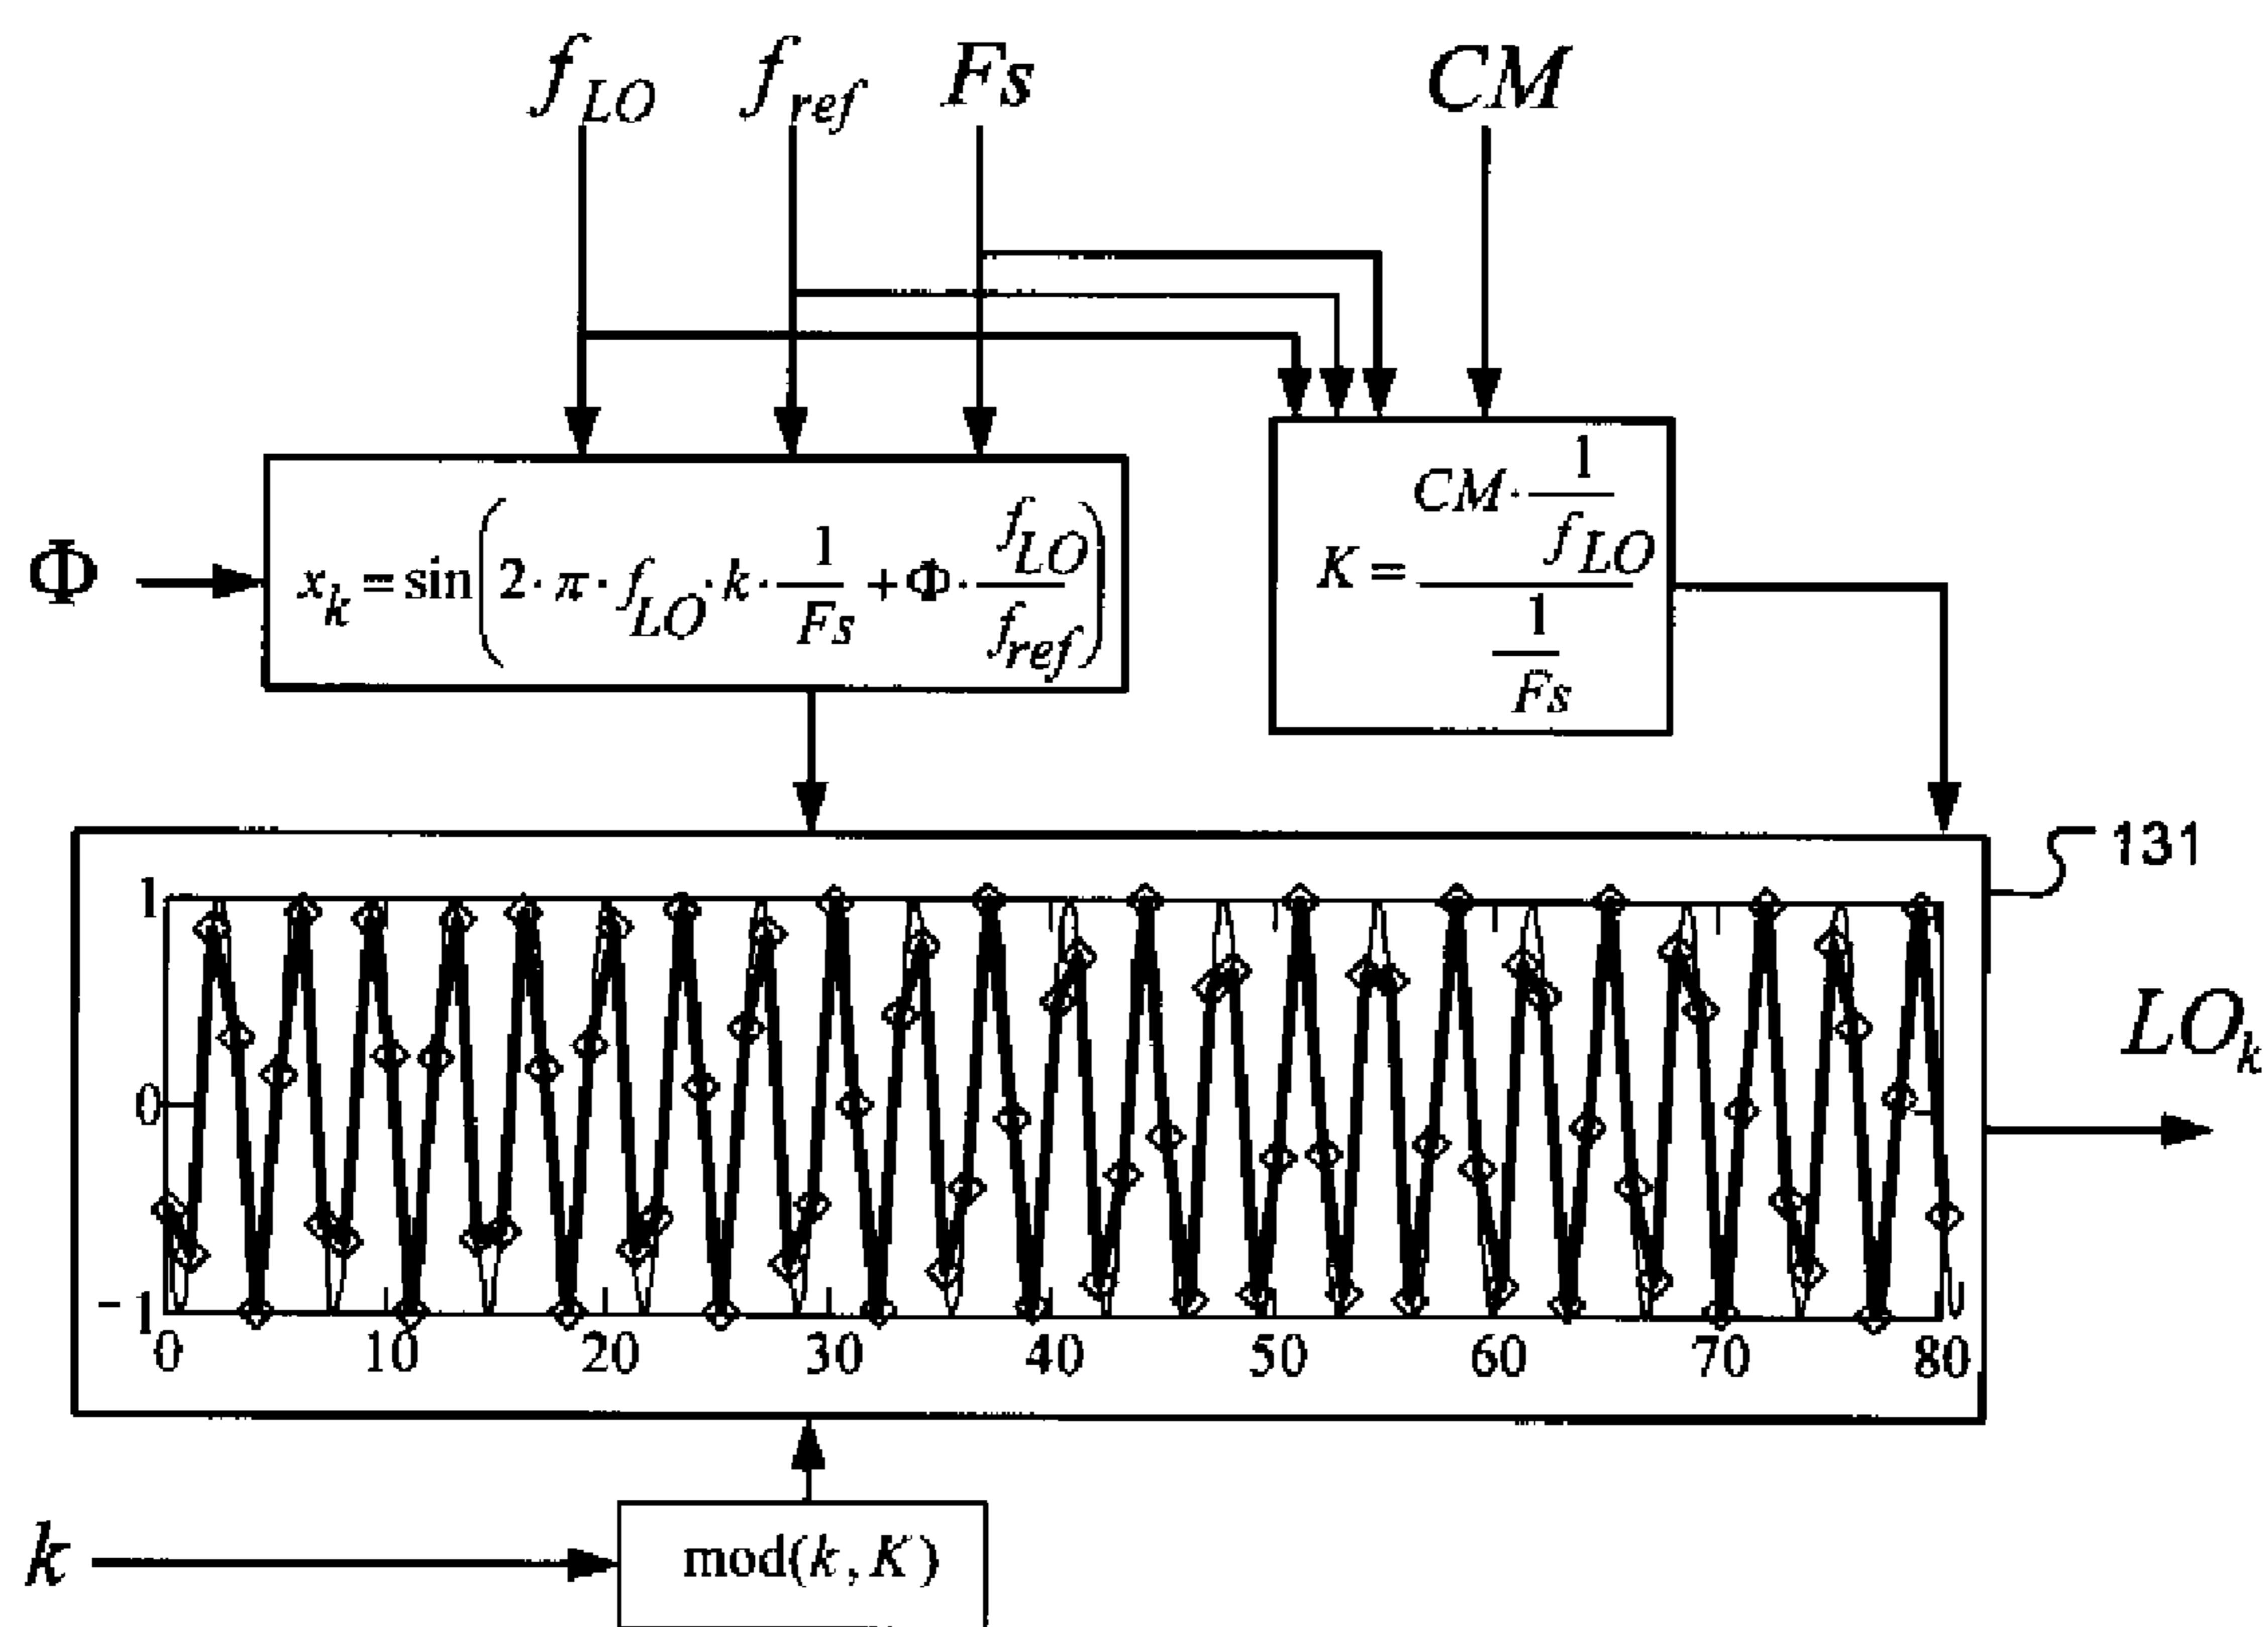 f_LO f_ref Fs CM
Φ
x_k = sin(2·π·f_LO·k·1/Fs + Φ·f_LO/f_ref)
K = (CM·1/f_LO)/(1/Fs)
131
1
0
-1
0 10 20 30 40 50 60 70 80
LO_k
k
mod(k,K)